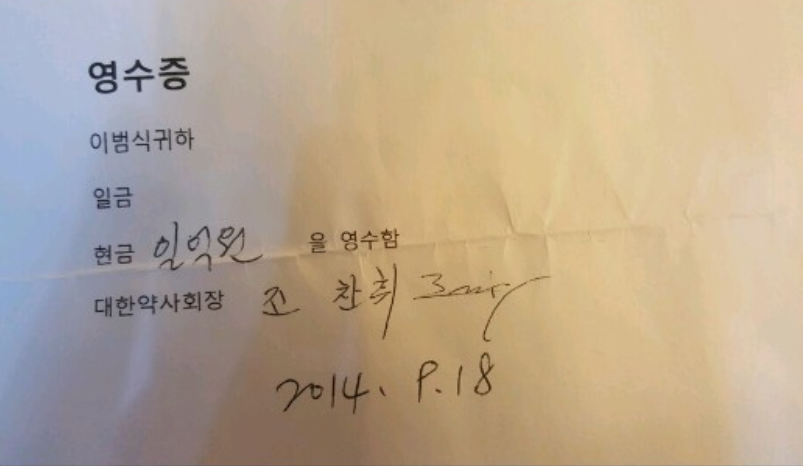 영수증
이범식귀하
일금
현금 일억원 을 영수함
대한약사회장 조 찬휘
2014. 9. 18